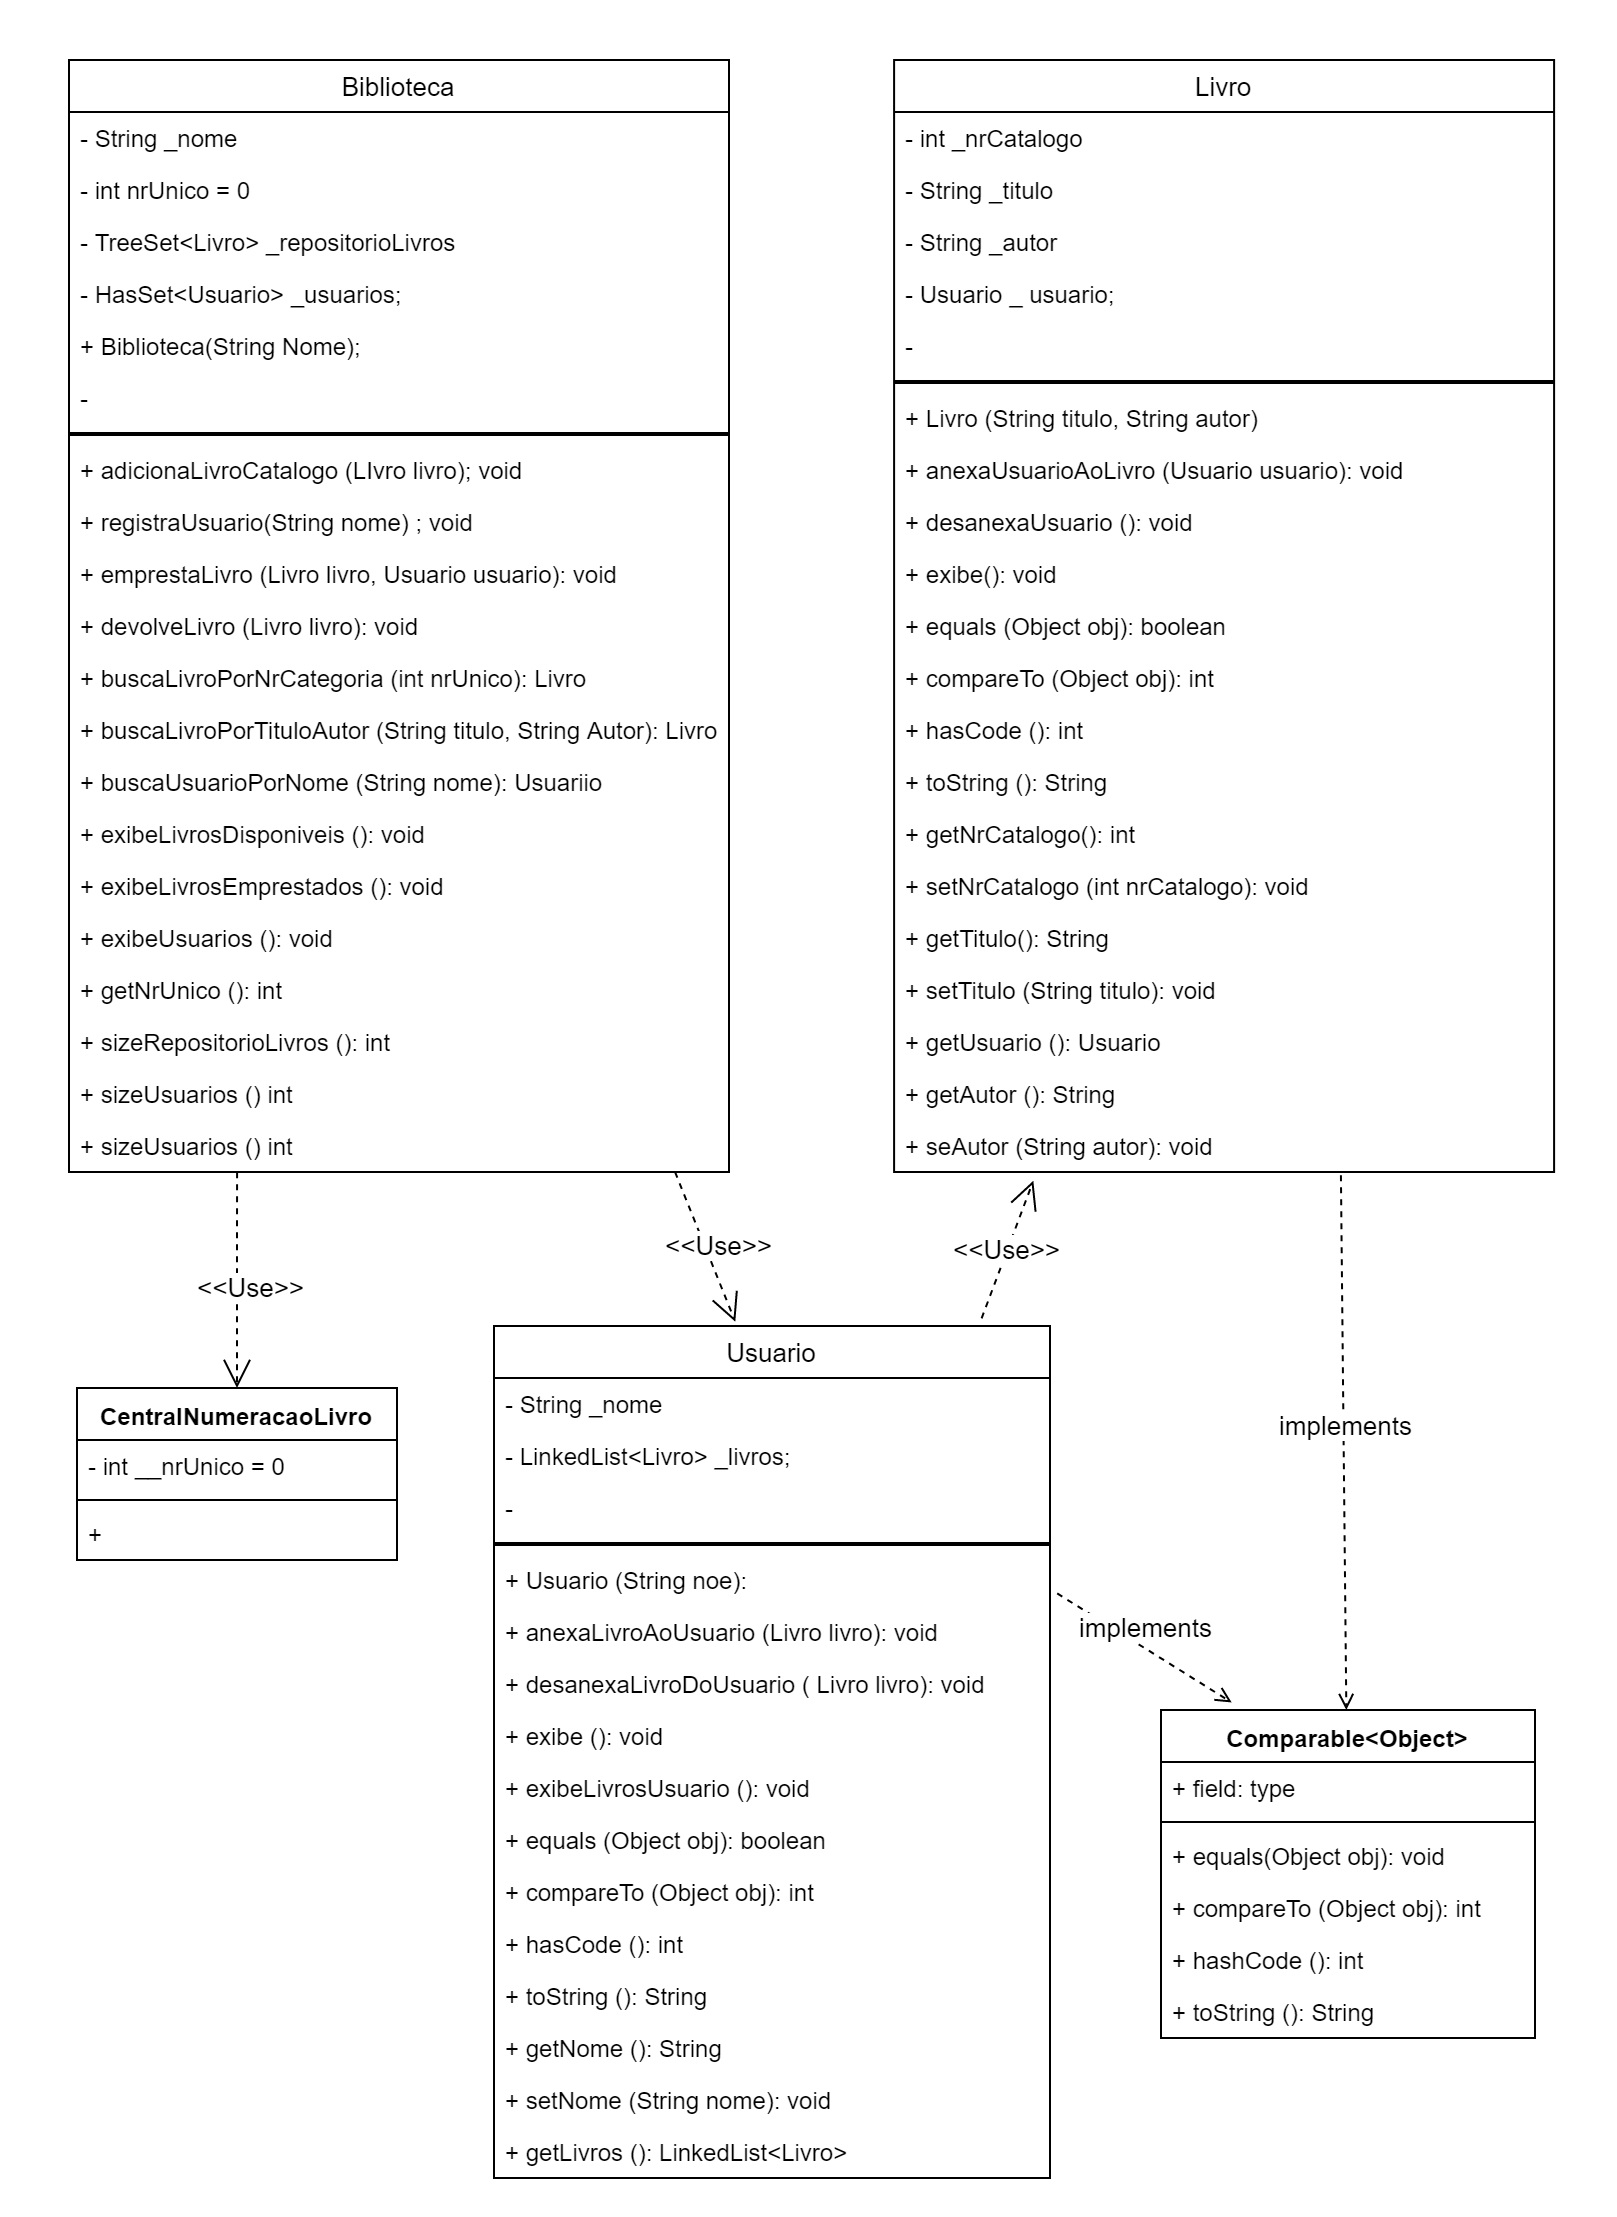 Biblioteca
- String _nome
- int nrUnico = 0
- TreeSet<Livro> _repositorioLivros
- HasSet<Usuario> _usuarios;
+ Biblioteca(String Nome);
-
+ adicionaLivroCatalogo (LIvro livro); void
+ registraUsuario(String nome) ; void
+ emprestaLivro (Livro livro, Usuario usuario): void
+ devolveLivro (Livro livro): void
+ buscaLivroPorNrCategoria (int nrUnico): Livro
+ buscaLivroPorTituloAutor (String titulo, String Autor): Livro
+ buscaUsuarioPorNome (String nome): Usuariio
+ exibeLivrosDisponiveis (): void
+ exibeLivrosEmprestados (): void
+ exibeUsuarios (): void
+ getNrUnico (): int
+ sizeRepositorioLivros (): int
+ sizeUsuarios () int
+ sizeUsuarios () int
Livro
- int _nrCatalogo
- String _titulo
- String _autor
- Usuario _ usuario;
-
+ Livro (String titulo, String autor)
+ anexaUsuarioAoLivro (Usuario usuario): void
+ desanexaUsuario (): void
+ exibe(): void
+ equals (Object obj): boolean
+ compareTo (Object obj): int
+ hasCode (): int
+ toString (): String
+ getNrCatalogo(): int
+ setNrCatalogo (int nrCatalogo): void
+ getTitulo(): String
+ setTitulo (String titulo): void
+ getUsuario (): Usuario
+ getAutor (): String
+ seAutor (String autor): void
<<Use>>
<<Use>>
<<Use>>
implements
CentralNumeracaoLivro
- int __nrUnico = 0
+
Usuario
- String _nome
- LinkedList<Livro> _livros;
-
+ Usuario (String noe):
+ anexaLivroAoUsuario (Livro livro): void
+ desanexaLivroDoUsuario ( Livro livro): void
+ exibe (): void
+ exibeLivrosUsuario (): void
+ equals (Object obj): boolean
+ compareTo (Object obj): int
+ hasCode (): int
+ toString (): String
+ getNome (): String
+ setNome (String nome): void
+ getLivros (): LinkedList<Livro>
implements
Comparable<Object>
+ field: type
+ equals(Object obj): void
+ compareTo (Object obj): int
+ hashCode (): int
+ toString (): String